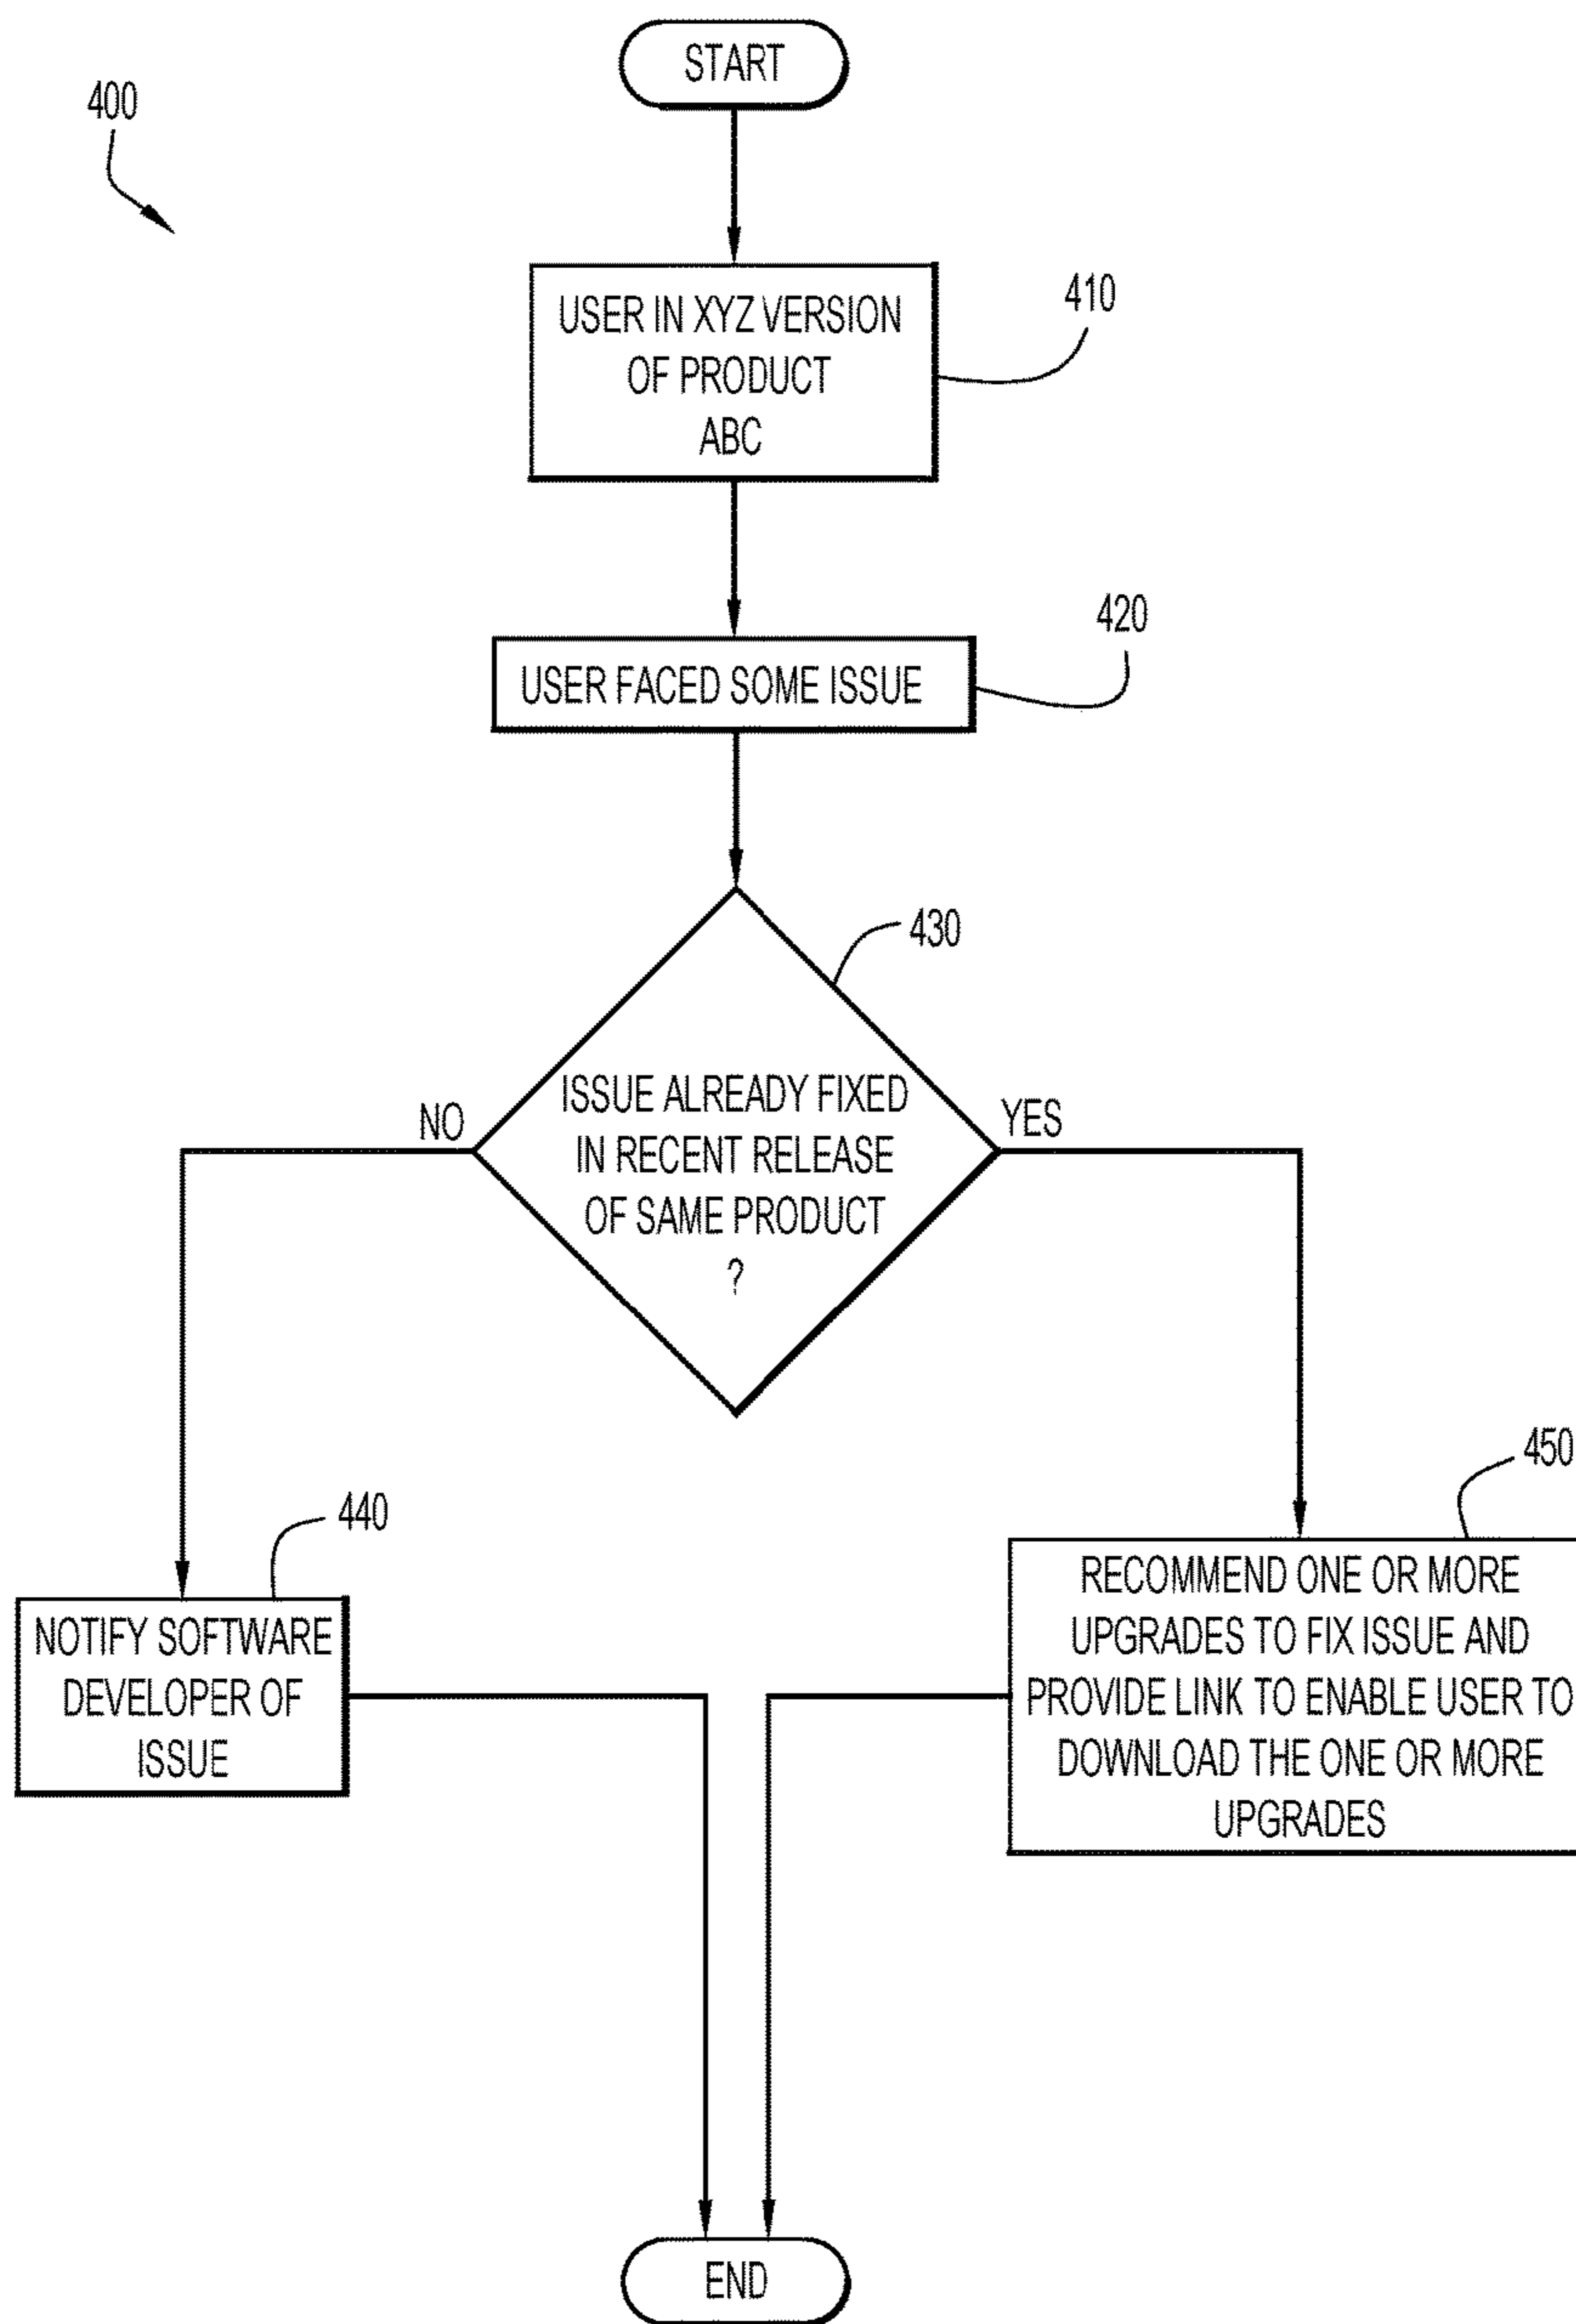 START
400
USER IN XYZ VERSION
OF PRODUCT
ABC
410
USER FACED SOME ISSUE
420
430
ISSUE ALREADY FIXED
IN RECENT RELEASE
OF SAME PRODUCT
?
NO
YES
440
NOTIFY SOFTWARE
DEVELOPER OF
ISSUE
450
RECOMMEND ONE OR MORE
UPGRADES TO FIX ISSUE AND
PROVIDE LINK TO ENABLE USER TO
DOWNLOAD THE ONE OR MORE
UPGRADES
END